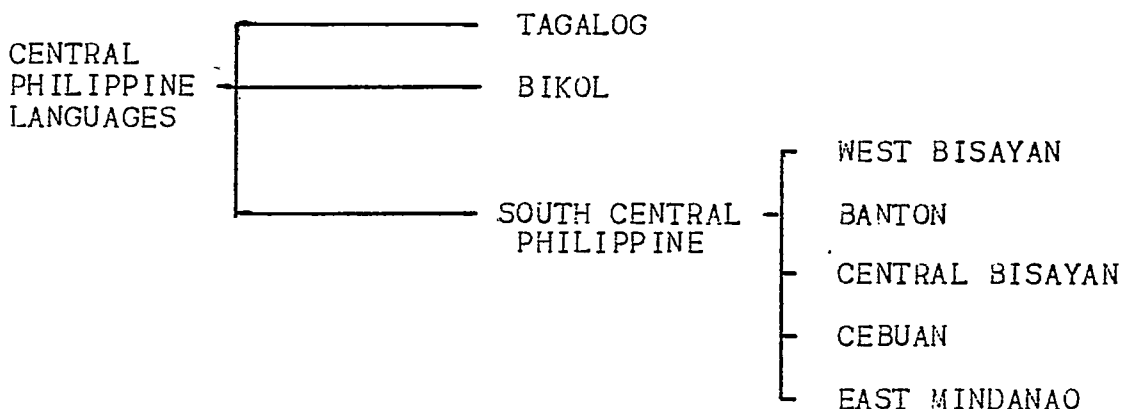 TAGALOG
CENTRAL
PHILIPPINE
LANGUAGES
BIKOL
SOUTH CENTRAL
PHILIPPINE
WEST BISAYAN
BANTON
CENTRAL BISAYAN
CEBUAN
EAST MINDANAO